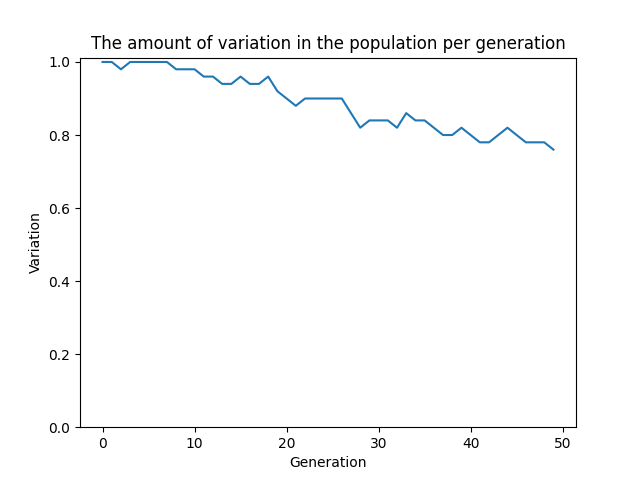 The amount of variation in the population per generation
1.0
0.8
0.6
0.4
0.2
0.0
Variation
0 10 20 30 40 50
Generation